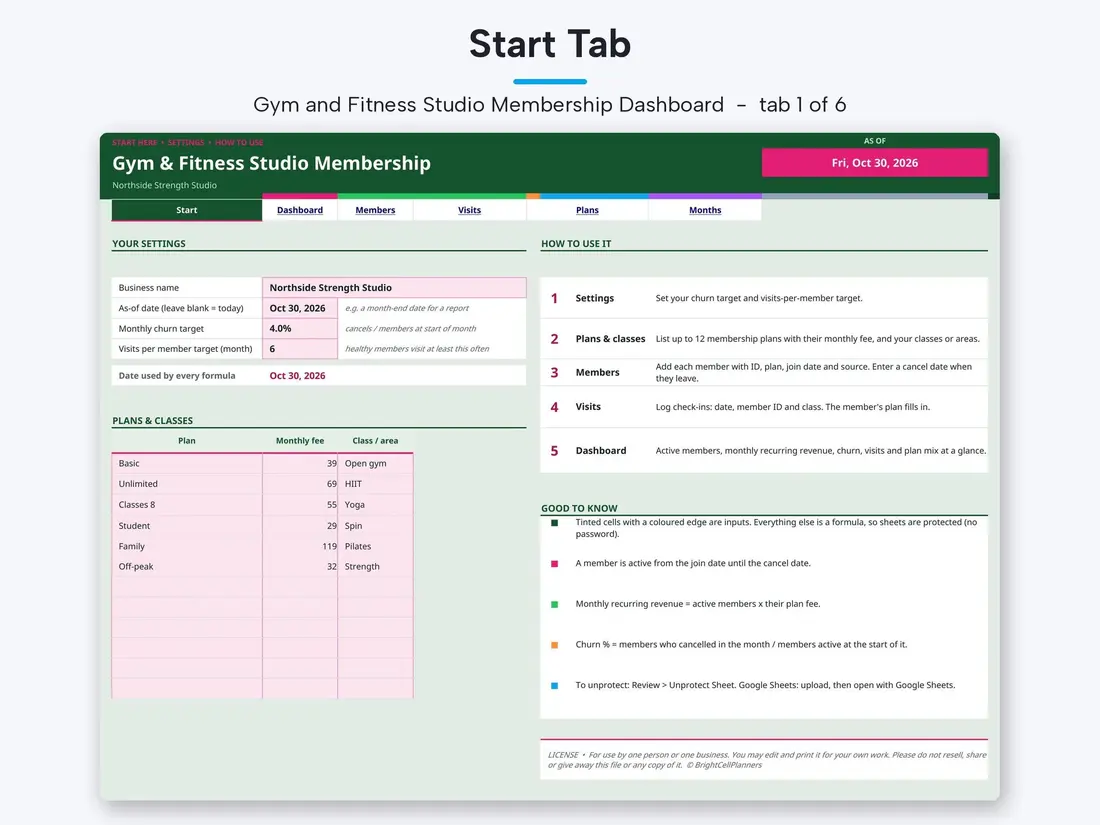 Start Tab
Gym and Fitness Studio Membership Dashboard - tab 1 of 6
START HERE • SETTINGS • HOW TO USE
AS OF
Gym & Fitness Studio Membership
Fri, Oct 30, 2026
Northside Strength Studio
Start Dashboard Members Visits Plans Months
YOUR SETTINGS
Business name Northside Strength Studio
As-of date (leave blank = today) Oct 30, 2026 e.g. a month-end date for a report
Monthly churn target 4.0% cancels / members at start of month
Visits per member target (month) 6 healthy members visit at least this often
Date used by every formula Oct 30, 2026
PLANS & CLASSES
Plan Monthly fee Class / area
Basic 39 Open gym
Unlimited 69 HIIT
Classes 8 55 Yoga
Student 29 Spin
Family 119 Pilates
Off-peak 32 Strength
HOW TO USE IT
1 Settings Set your churn target and visits-per-member target.
2 Plans & classes List up to 12 membership plans with their monthly fee, and your classes or areas.
3 Members Add each member with ID, plan, join date and source. Enter a cancel date when
they leave.
4 Visits Log check-ins: date, member ID and class. The member's plan fills in.
5 Dashboard Active members, monthly recurring revenue, churn, visits and plan mix at a glance.
GOOD TO KNOW
Tinted cells with a coloured edge are inputs. Everything else is a formula, so sheets are protected (no
password).
A member is active from the join date until the cancel date.
Monthly recurring revenue = active members x their plan fee.
Churn % = members who cancelled in the month / members active at the start of it.
To unprotect: Review > Unprotect Sheet. Google Sheets: upload, then open with Google Sheets.
LICENSE • For use by one person or one business. You may edit and print it for your own work. Please do not resell, share
or give away this file or any copy of it. © BrightCellPlanners